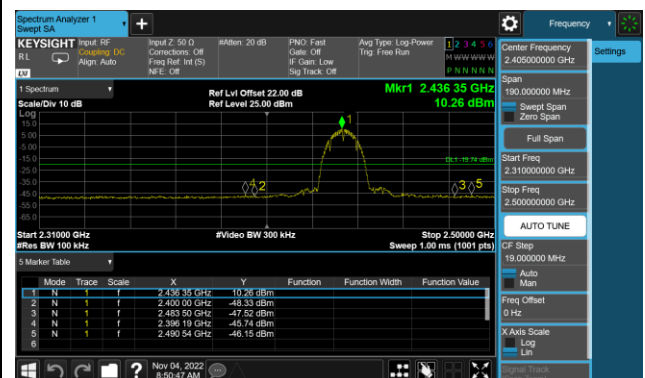 Spectrum Analyzer 1
Swept SA
+
Frequency
KEYSIGHT Input: RF
RL Coupling: DC
Align: Auto
LXI
Input Z: 50 Ω
Corrections: Off
Freq Ref: Int (S)
NFE: Off
#Atten: 20 dB
PNO: Fast
Gate: Off
IF Gain: Low
Sig Track: Off
Avg Type: Log-Power
Trig: Free Run
1 2 3 4 5 6
M W W W W W
P N N N N N
1 Spectrum
Scale/Div 10 dB
Ref Lvl Offset 22.00 dB
Ref Level 25.00 dBm
Mkr1 2.436 35 GHz
10.26 dBm
Log
15.0
5.00
-5.00
-15.0
-25.0
-35.0
-45.0
-55.0
-65.0
1
DL1 -19.74 dBm
4 2
3 5
Start 2.31000 GHz
#Res BW 100 kHz
#Video BW 300 kHz
Stop 2.50000 GHz
Sweep 1.00 ms (1001 pts)
5 Marker Table
Mode Trace Scale X Y Function Function Width Function Value
1 N 1 f 2.436 35 GHz 10.26 dBm
2 N 1 f 2.400 00 GHz -48.33 dBm
3 N 1 f 2.483 50 GHz -47.52 dBm
4 N 1 f 2.396 19 GHz -45.74 dBm
5 N 1 f 2.490 54 GHz -46.15 dBm
6
Nov 04, 2022
8:50:47 AM
?
Center Frequency
2.405000000 GHz
Settings
Span
190.000000 MHz
Swept Span
Zero Span
Full Span
Start Freq
2.310000000 GHz
Stop Freq
2.500000000 GHz
AUTO TUNE
CF Step
19.000000 MHz
Auto
Man
Freq Offset
0 Hz
X Axis Scale
Log
Lin
Signal Track